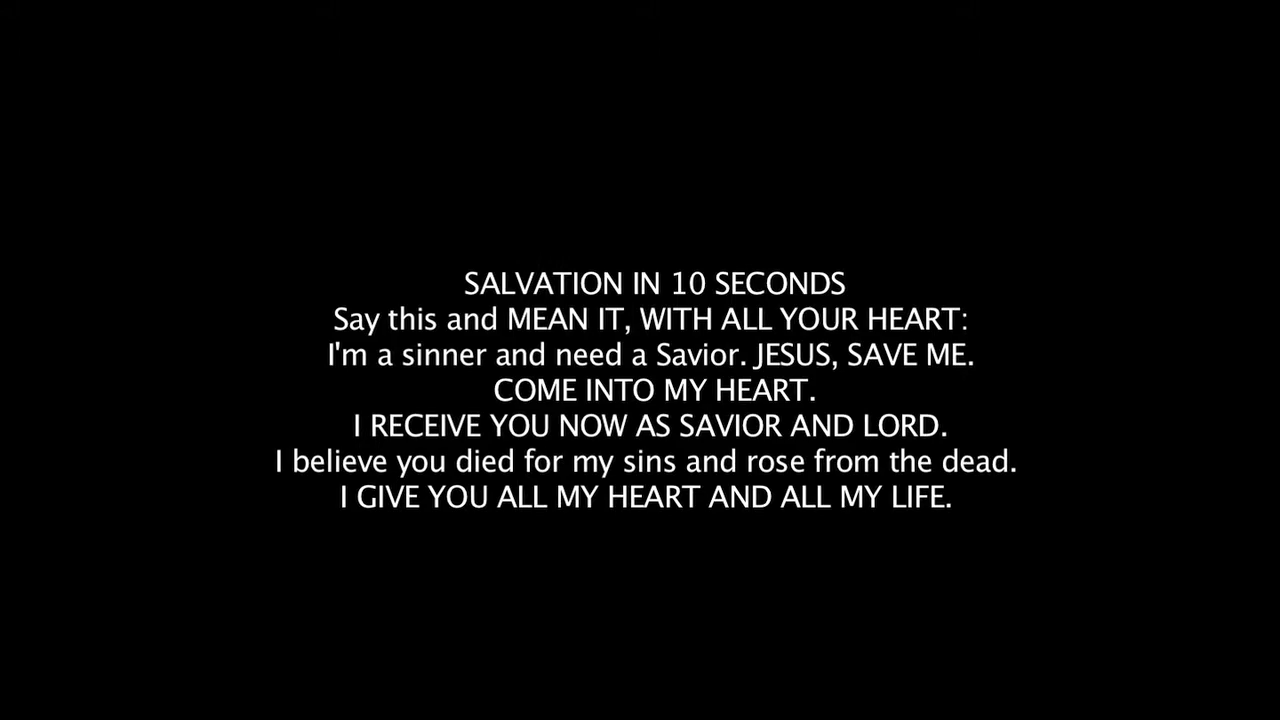 SALVATION IN 10 SECONDS
Say this and MEAN IT, WITH ALL YOUR HEART:
I'm a sinner and need a Savior. JESUS, SAVE ME.
COME INTO MY HEART.
I RECEIVE YOU NOW AS SAVIOR AND LORD.
I believe you died for my sins and rose from the dead.
I GIVE YOU ALL MY HEART AND ALL MY LIFE.